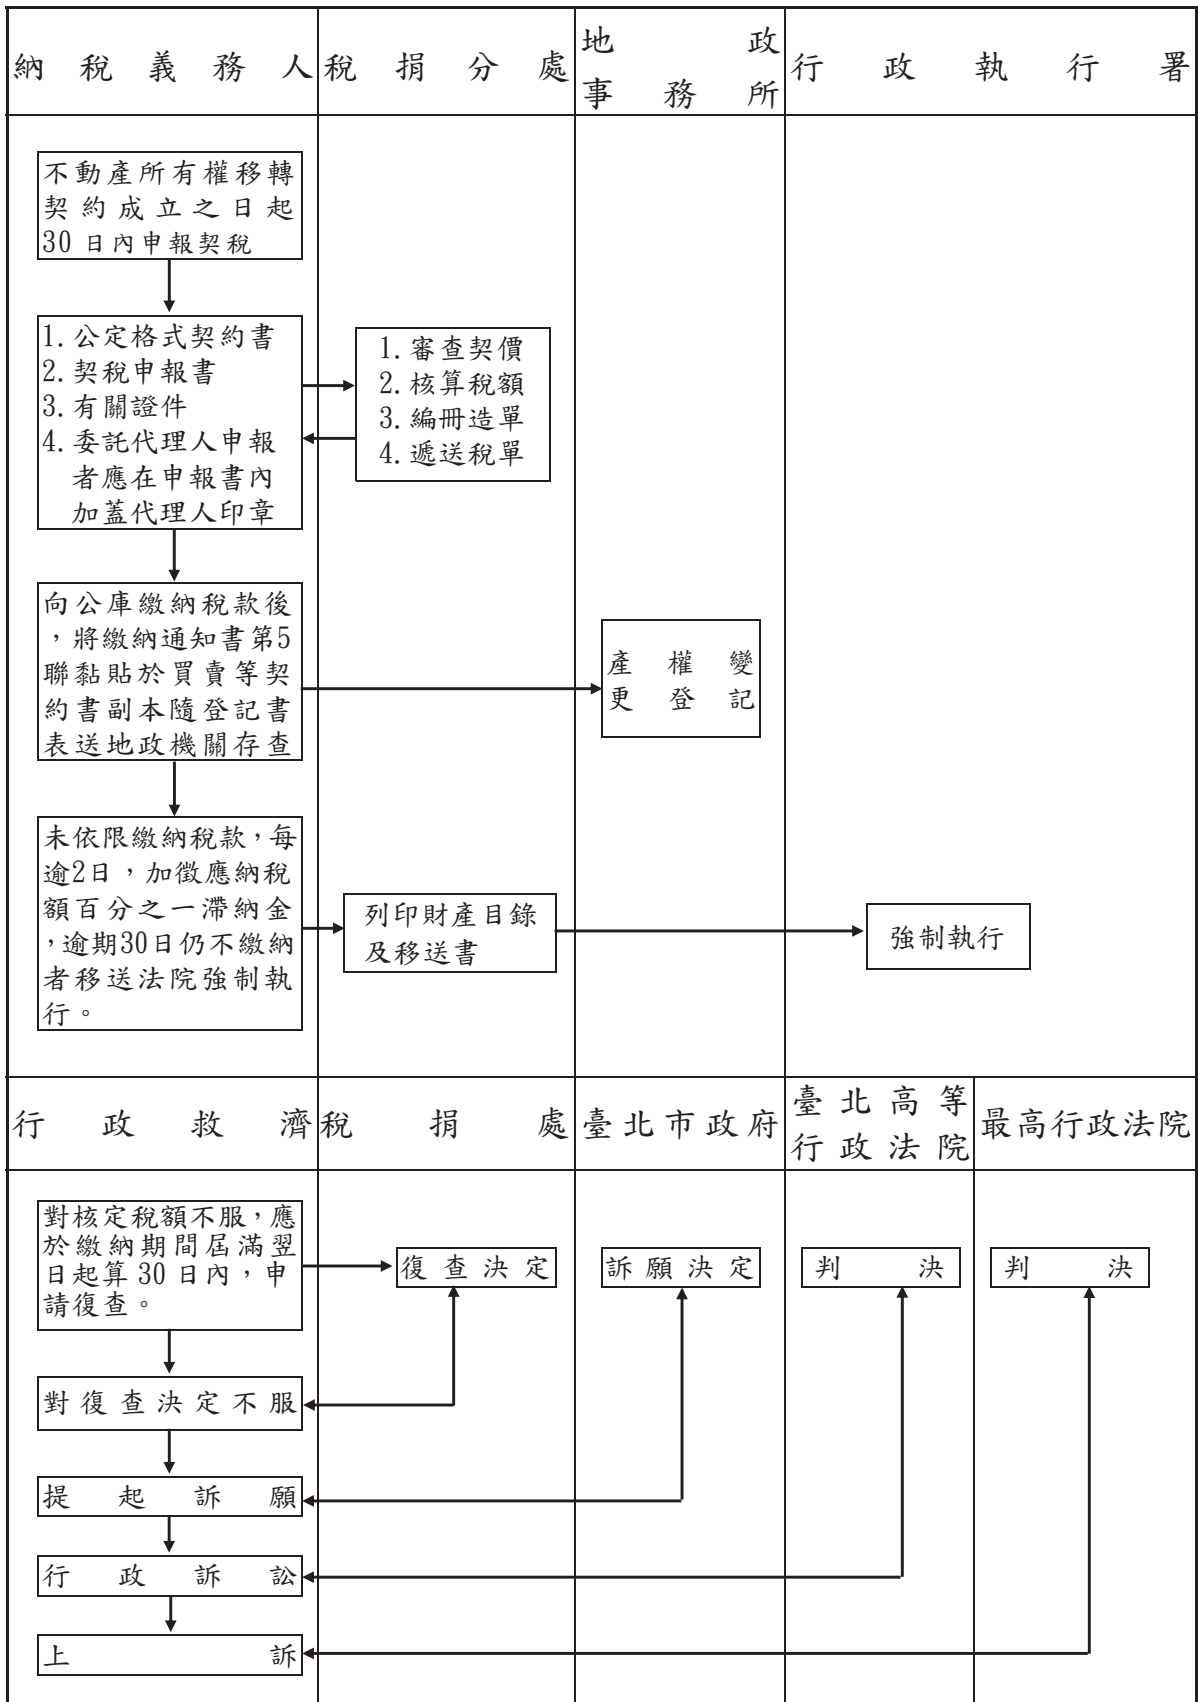 納稅義務人
稅捐分處
地政
事務所
行政執行署
不動產所有權移轉
契約成立之日起
30日內申報契稅
1.公定格式契約書
2.契稅申報書
3.有關證件
4.委託代理人申報
者應在申報書內
加蓋代理人印章
1.審查契價
2.核算稅額
3.編冊造單
4.遞送稅單
向公庫繳納稅款後
，將繳納通知書第5
聯黏貼於買賣等契
約書副本隨登記書
表送地政機關存查
產權變
更登記
未依限繳納稅款，每
逾2日，加徵應納稅
額百分之一滯納金
，逾期30日仍不繳納
者移送法院強制執
行。
列印財產目錄
及移送書
強制執行
行政救濟
稅捐處
臺北市政府
臺北高等
行政法院
最高行政法院
對核定稅額不服，應
於繳納期間屆滿翌
日起算30日內，申
請復查。
復查決定
訴願決定
判決
判決
對復查決定不服
提起訴願
行政訴訟
上訴